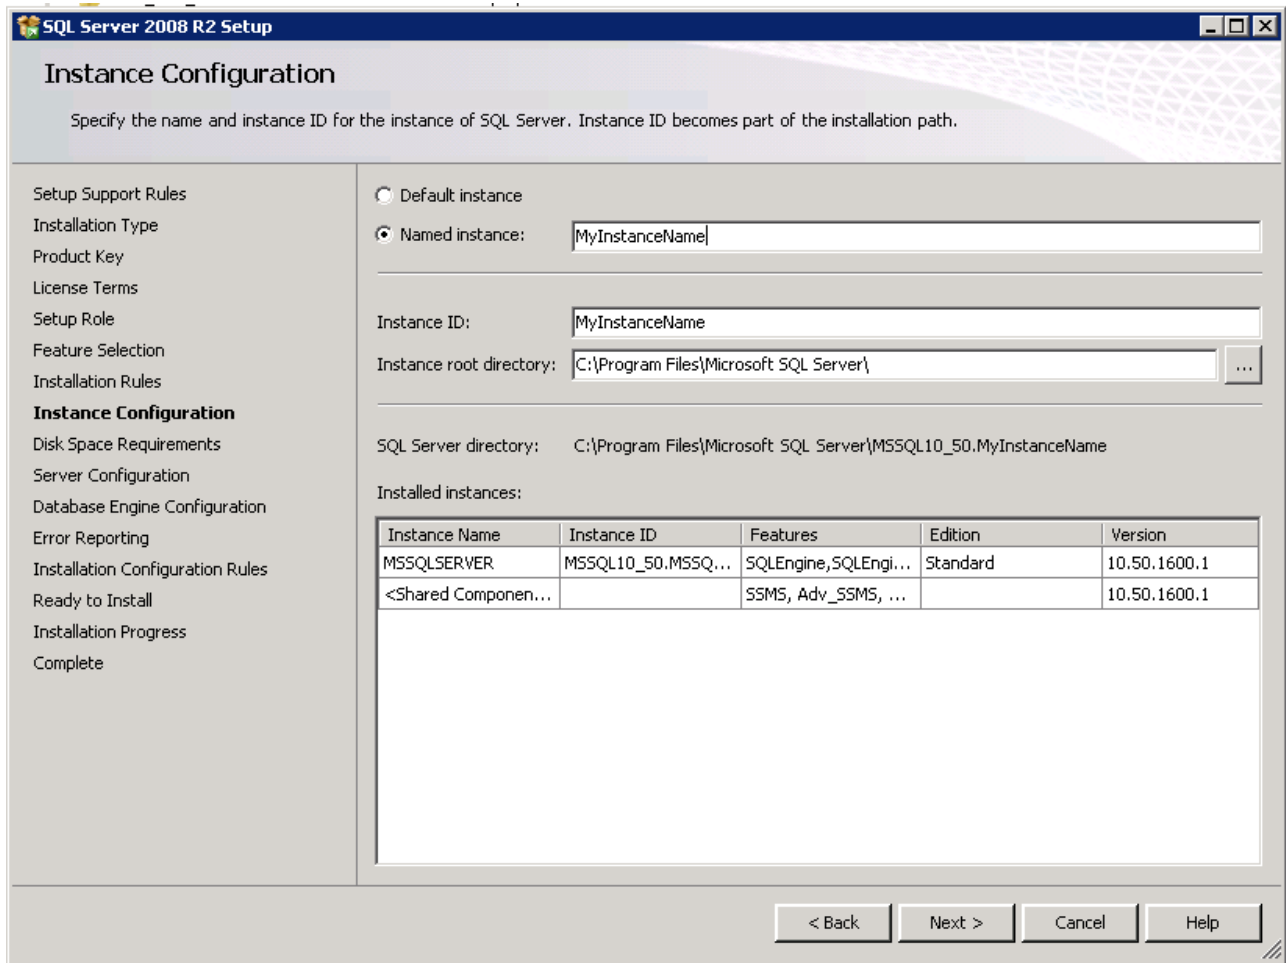 SQL Server 2008 R2 Setup
Instance Configuration
Specify the name and instance ID for the instance of SQL Server. Instance ID becomes part of the installation path.
Setup Support Rules
Installation Type
Product Key
License Terms
Setup Role
Feature Selection
Installation Rules
Instance Configuration
Disk Space Requirements
Server Configuration
Database Engine Configuration
Error Reporting
Installation Configuration Rules
Ready to Install
Installation Progress
Complete
Default instance
Named instance: MyInstanceName
Instance ID: MyInstanceName
Instance root directory: C:\Program Files\Microsoft SQL Server\ ...
SQL Server directory: C:\Program Files\Microsoft SQL Server\MSSQL10_50.MyInstanceName
Installed instances:
Instance Name Instance ID Features Edition Version
MSSQLSERVER MSSQL10_50.MSSQ... SQLEngine,SQLEngi... Standard 10.50.1600.1
<Shared Componen... SSMS, Adv_SSMS, ... 10.50.1600.1
< Back Next > Cancel Help